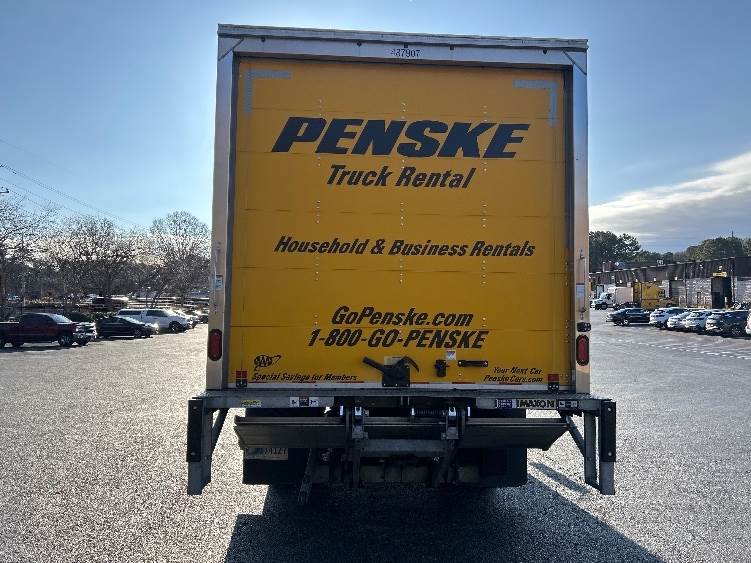 487907
PENSKE
Truck Rental
Household & Business Rentals
GoPenske.com
1-800-GO-PENSKE
AAA
Special Savings for Members
Your Next Car
PenskeCars.com
MAXON